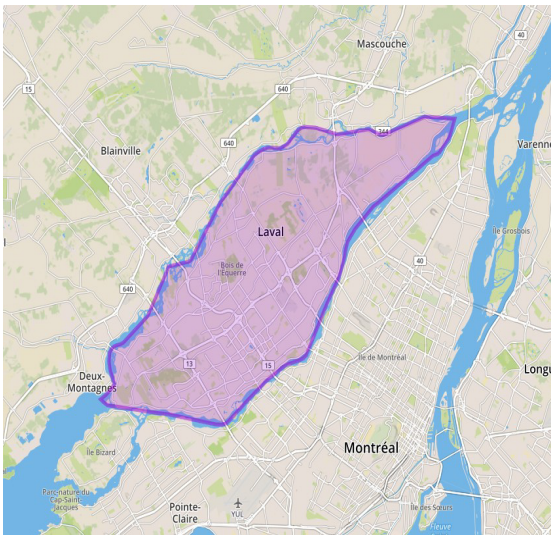 40
Mascouche
15
640
640
344
Blainville
Varenne
Laval
Île Grosbois
Bois de
l'Équerre
40
640
Île de Montréal
13
15
Deux-
Montagnes
Longu
Montréal
Île Bizard
Parc-nature du
Cap-Saint-
Jacques
Pointe-
Claire
YUL
Île des Sœurs
Fleuve